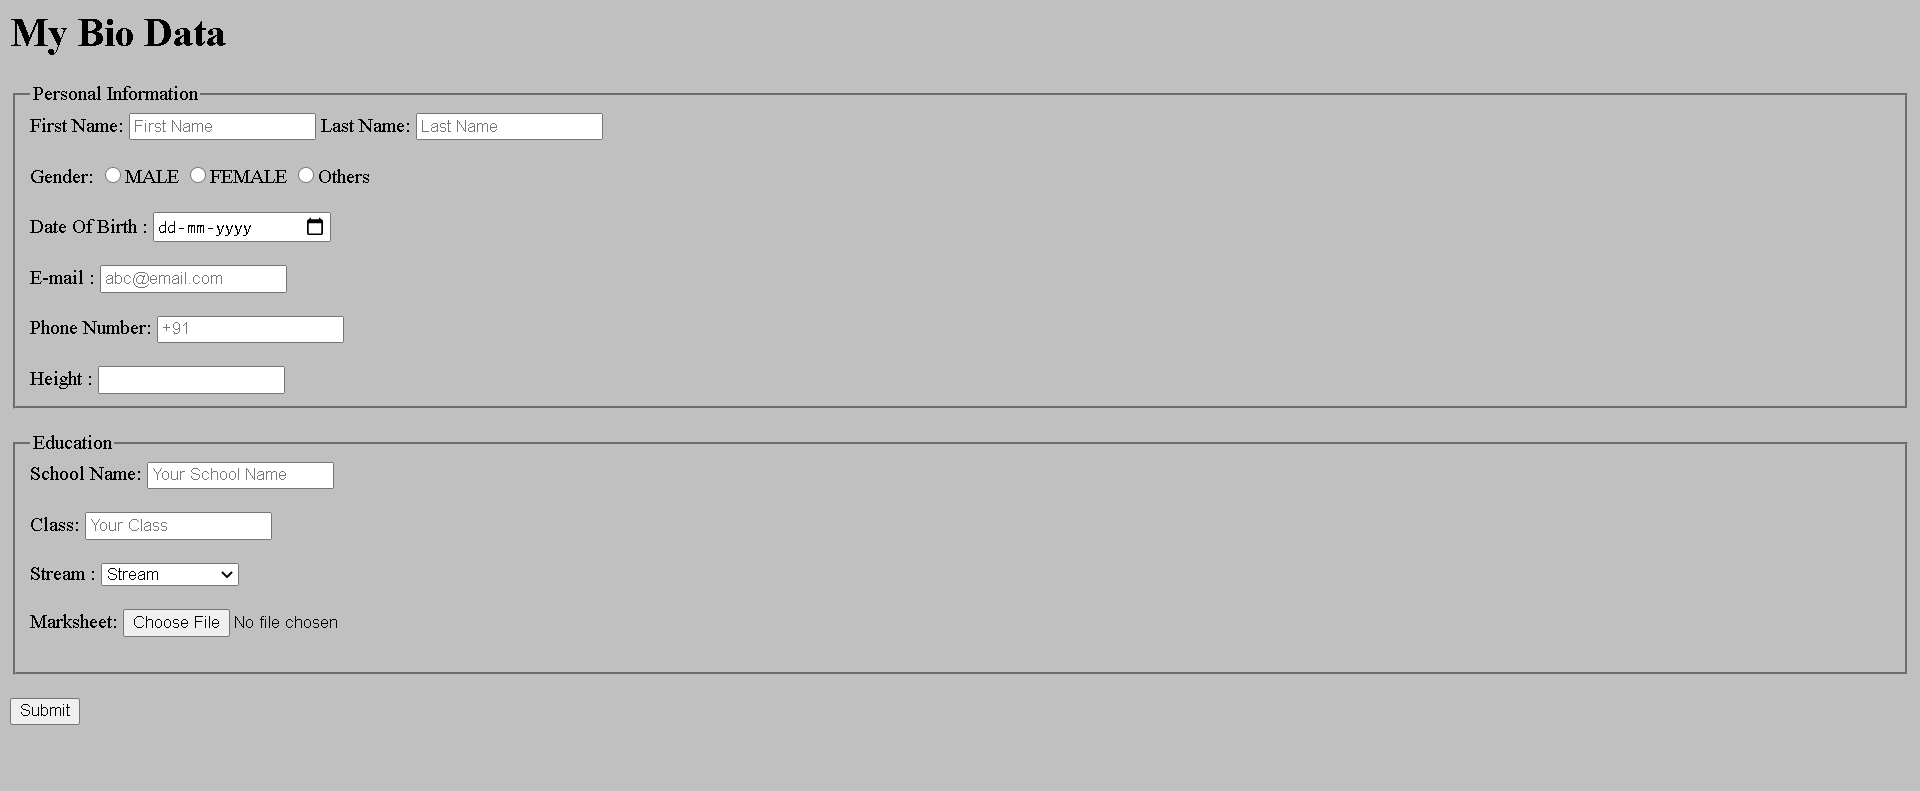 My Bio Data
Personal Information
First Name: First Name Last Name: Last Name
Gender: MALE FEMALE Others
Date Of Birth : dd-mm-yyyy
E-mail : abc@email.com
Phone Number: +91
Height :
Education
School Name: Your School Name
Class: Your Class
Stream : Stream
Marksheet: Choose File No file chosen
Submit